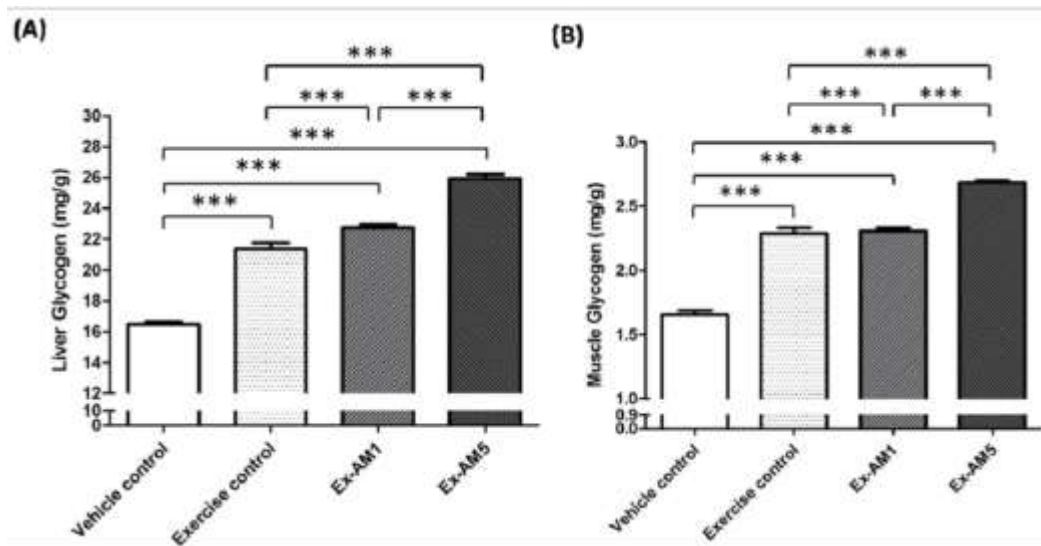 (A)
***
*** ***
***
***
***
Liver Glycogen (mg/g)
30
28
26
24
22
20
18
16
14
12
10
0
Vehicle control
Exercise control
Ex-AM1
Ex-AM5
(B)
***
*** ***
***
***
***
Muscle Glycogen (mg/g)
3.0
2.5
2.0
1.5
1.0
0.9
0.0
Vehicle control
Exercise control
Ex-AM1
Ex-AM5